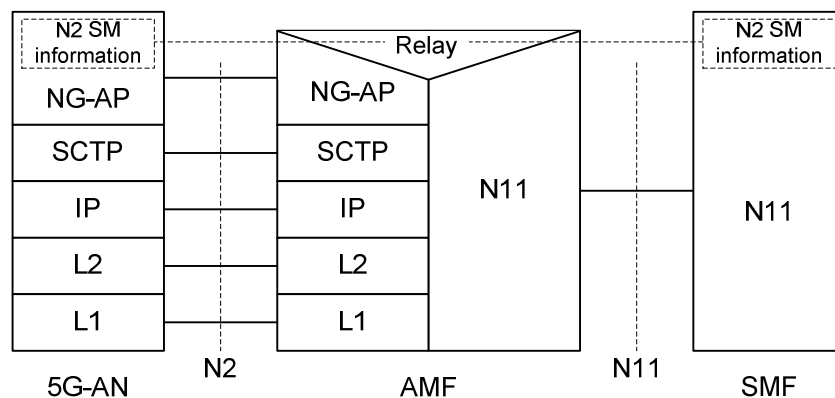 N2 SM
information
Relay
N2 SM
information
NG-AP
NG-AP
SCTP
SCTP
N11
N11
IP
IP
L2
L2
L1
L1
N2
N11
5G-AN
AMF
SMF